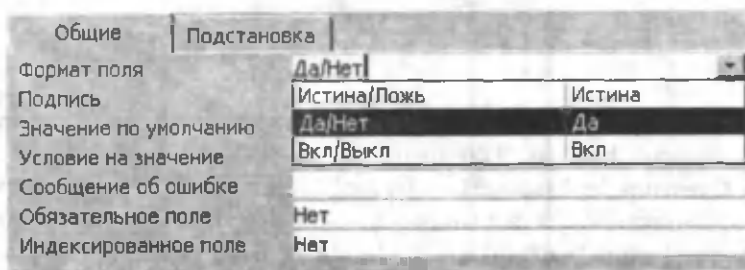 Общие Подстановка
Формат поля Да/Нет
Подпись Истина/Ложь Истина
Значение по умолчанию Да/Нет Да
Условие на значение Вкл/Выкл Вкл
Сообщение об ошибке
Обязательное поле Нет
Индексированное поле Нет